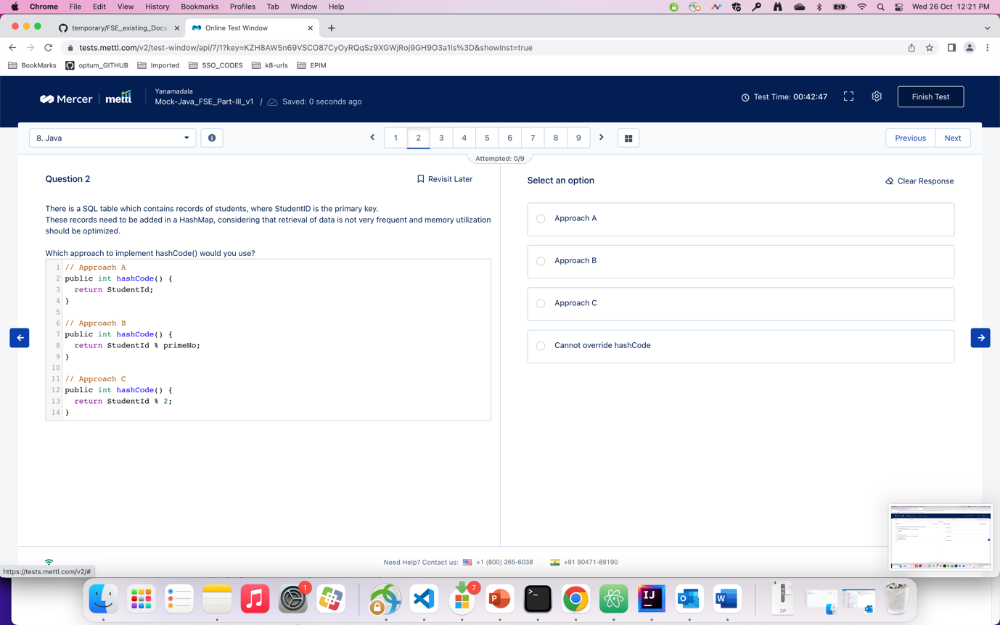 Chrome File Edit View History Bookmarks Profiles Tab Window Help Wed 26 Oct 12:21 PM
temporary/FSE_existing_Docs Online Test Window
tests.mettl.com/v2/test-window/api/7/1?key=KZH8AW5n69VSCO87CyOyRQqSz9XGWjRoj9GH9O3a1Is%3D&showInst=true
BookMarks optum_GITHUB Imported SSO_CODES k8-urls EPIM
Mercer mettl
Yanamadala
Mock-Java_FSE_Part-III_v1 / Saved: 0 seconds ago
Test Time: 00:42:47
Finish Test
8. Java
1 2 3 4 5 6 7 8 9
Previous Next
Attempted: 0/9
Question 2
Revisit Later
There is a SQL table which contains records of students, where StudentID is the primary key.
These records need to be added in a HashMap, considering that retrieval of data is not very frequent and memory utilization
should be optimized.
Which approach to implement hashCode() would you use?
1 // Approach A
2 public int hashCode() {
3 return StudentId;
4 }
5
6 // Approach B
7 public int hashCode() {
8 return StudentId % primeNo;
9 }
10
11 // Approach C
12 public int hashCode() {
13 return StudentId % 2;
14 }
Select an option
Clear Response
Approach A
Approach B
Approach C
Cannot override hashCode
Need Help? Contact us: +1 (800) 265-6038 +91 80471-89190
https://tests.mettl.com/v2/#
1
7
P
>_
IJ
O
W
ZIP